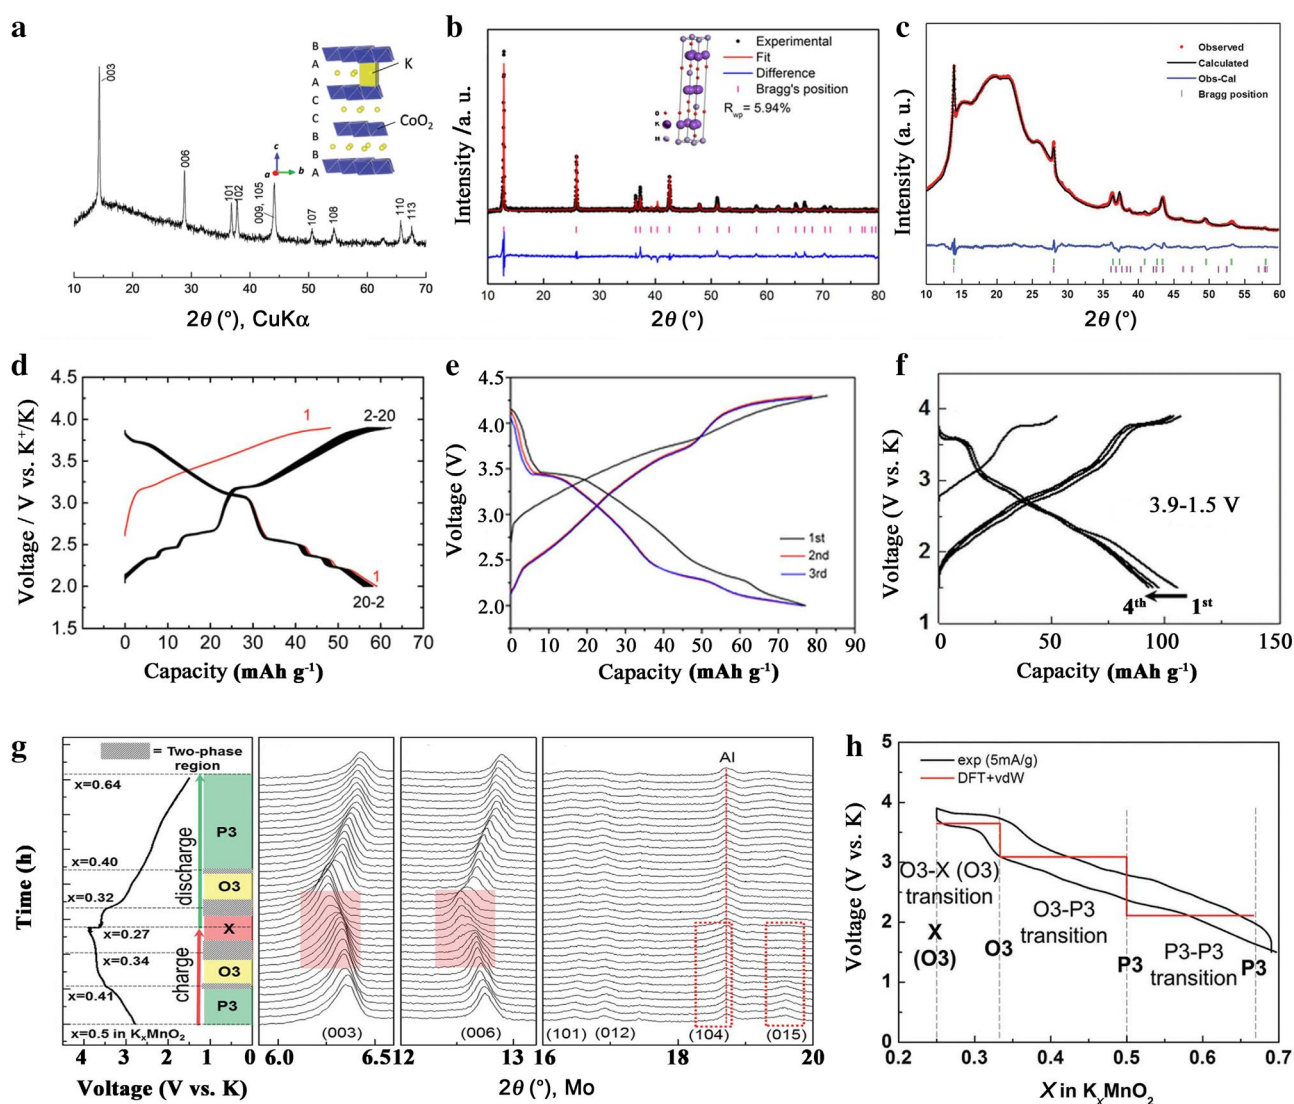 a
003
006
101
102
009, 105
107
108
110
113
B
A
A
C
C
B
B
A
K
CoO2
c
a
b
10 20 30 40 50 60 70
2θ (°), CuKα
b
Intensity /a. u.
Experimental
Fit
Difference
Bragg's position
Rwp= 5.94%
K
10 20 30 40 50 60 70 80
2θ (°)
c
Intensity (a. u.)
Observed
Calculated
Obs-Cal
Bragg position
10 15 20 25 30 35 40 45 50 55 60
2θ (°)
d
Voltage / V vs. K⁺/K)
4.5
4.0
3.5
3.0
2.5
2.0
1.5
1
2-20
1
20-2
0 10 20 30 40 50 60 70
Capacity (mAh g⁻¹)
e
Voltage (V)
4.5
4.0
3.5
3.0
2.5
2.0
1st
2nd
3rd
0 10 20 30 40 50 60 70 80 90
Capacity (mAh g⁻¹)
f
Voltage (V vs. K)
4
3
2
1
3.9-1.5 V
4th
1st
0 50 100 150
Capacity (mAh g⁻¹)
g
Time (h)
= Two-phase
region
x=0.64
x=0.40
x=0.32
x=0.27
x=0.34
x=0.41
x=0.5 in KxMnO2
discharge
charge
P3
O3
X
O3
P3
Al
(003)
(006)
(101) (012)
(104)
(015)
4 3 2 1 0
6.0 6.5
12 13
16 18 20
Voltage (V vs. K)
2θ (°), Mo
h
Voltage (V vs. K)
5
4
3
2
1
0
exp (5mA/g)
DFT+vdW
O3-X (O3)
transition
O3-P3
transition
P3-P3
transition
X
(O3)
O3
P3
P3
0.2 0.3 0.4 0.5 0.6 0.7
X in KxMnO2